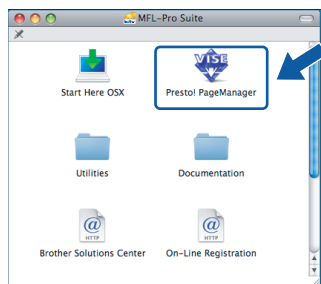 MFL-Pro Suite
VISE
Start Here OSX
Presto! PageManager
Utilities
Documentation
@
HTTP
@
HTTP
Brother Solutions Center
On-Line Registration